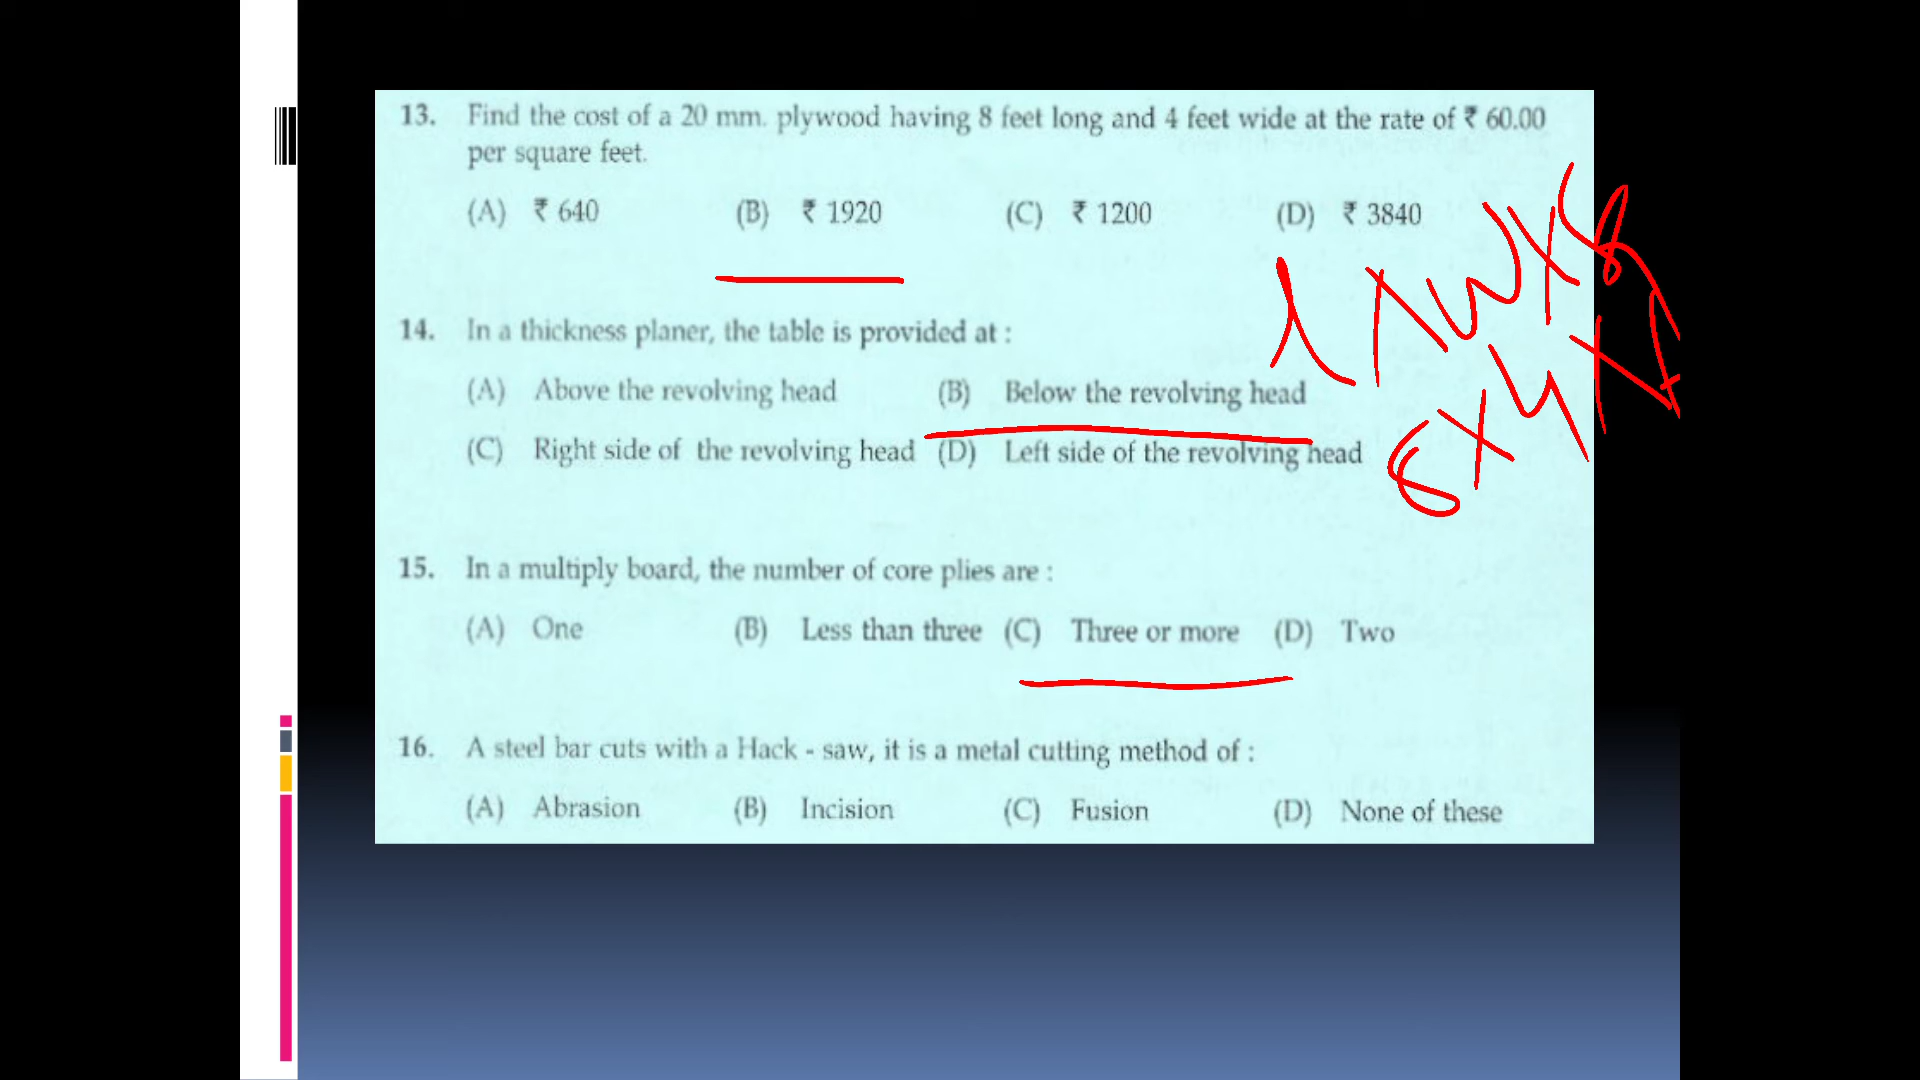 13. Find the cost of a 20 mm. plywood having 8 feet long and 4 feet wide at the rate of ₹ 60.00
per square feet.
(A) ₹ 640 (B) ₹ 1920 (C) ₹ 1200 (D) ₹ 3840
14. In a thickness planer, the table is provided at :
(A) Above the revolving head (B) Below the revolving head
(C) Right side of the revolving head (D) Left side of the revolving head
15. In a multiply board, the number of core plies are :
(A) One (B) Less than three (C) Three or more (D) Two
16. A steel bar cuts with a Hack - saw, it is a metal cutting method of :
(A) Abrasion (B) Incision (C) Fusion (D) None of these
8 x 4 x